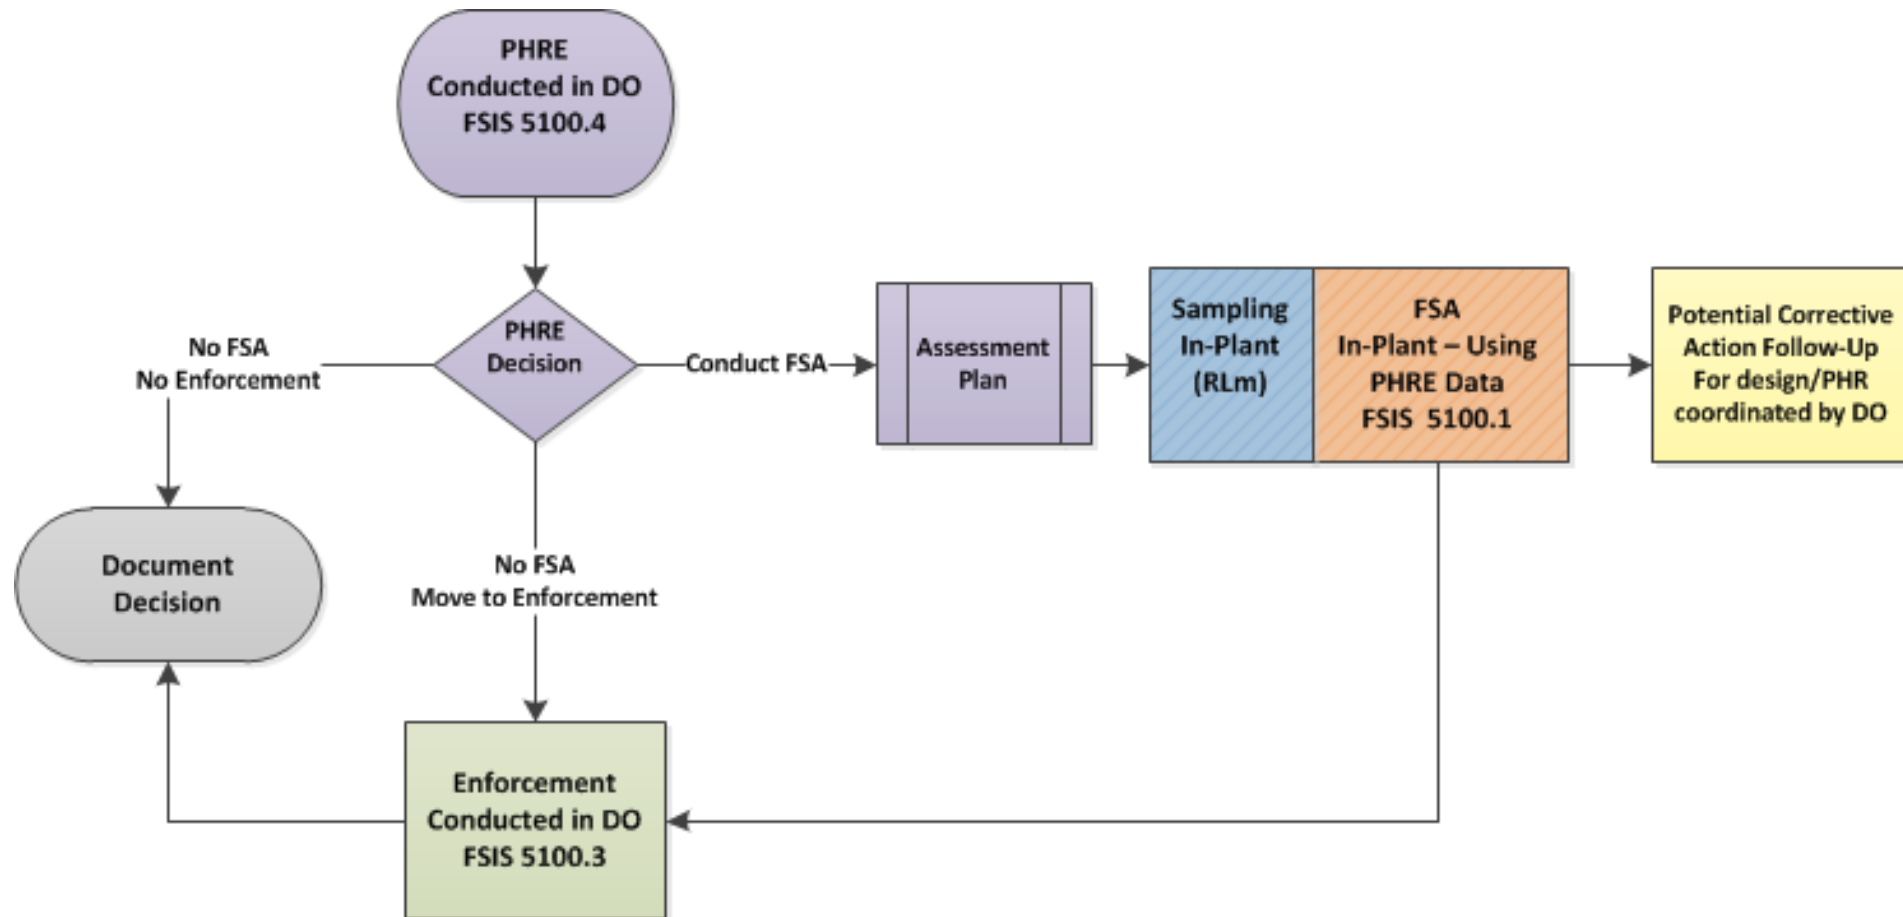 PHRE
Conducted in DO
FSIS 5100.4
PHRE
Decision
No FSA
No Enforcement
Conduct FSA
Assessment
Plan
Sampling
In-Plant
(RLm)
FSA
In-Plant – Using
PHRE Data
FSIS 5100.1
Potential Corrective
Action Follow-Up
For design/PHR
coordinated by DO
Document
Decision
No FSA
Move to Enforcement
Enforcement
Conducted in DO
FSIS 5100.3